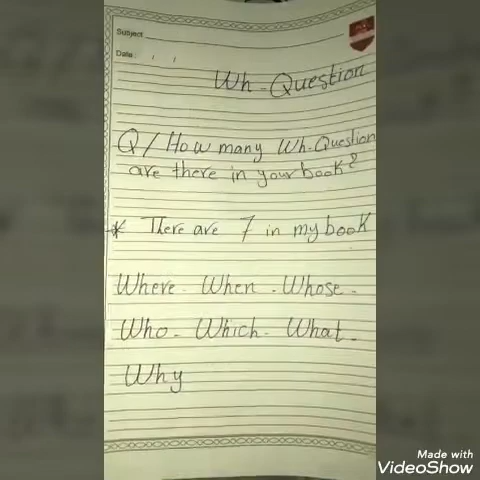 Subject
Date : / /
Wh - Question
Q / How many Wh-Question
are there in your book?
* There are 7 in my book
Where - When - Whose -
Who - Which - What -
Why
Made with
VideoShow